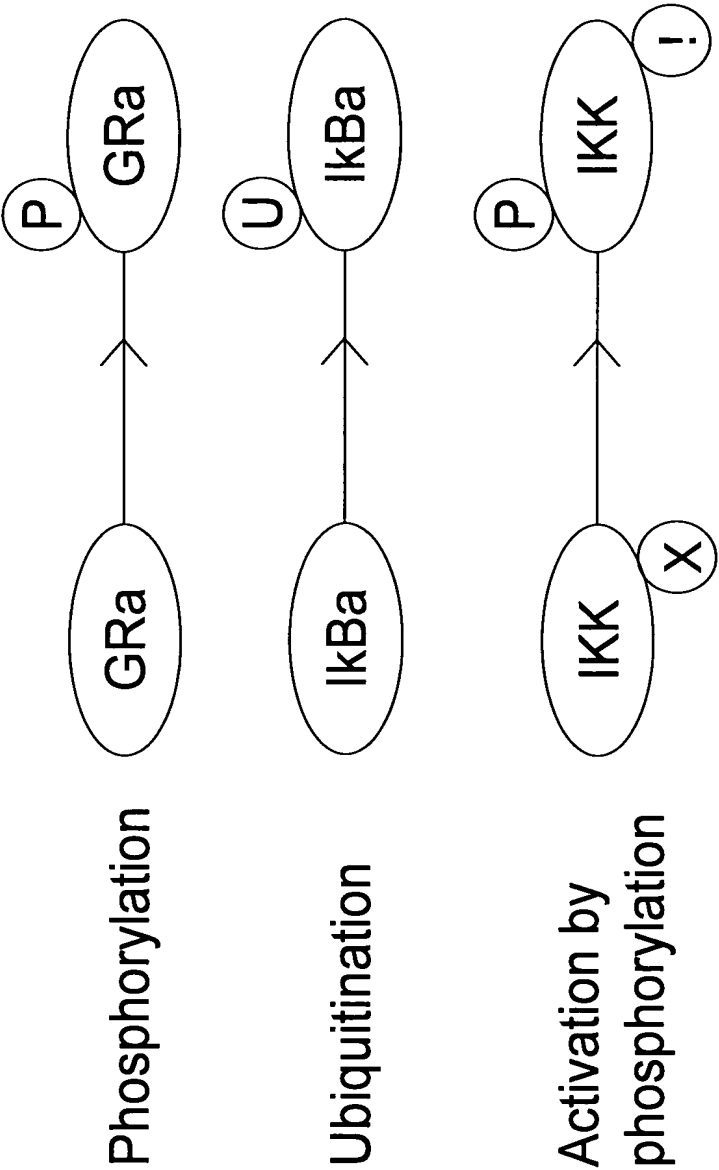 Phosphorylation
GRa
GRa
P
Ubiquitination
IkBa
IkBa
U
Activation by
phosphorylation
IKK
X
IKK
P
!